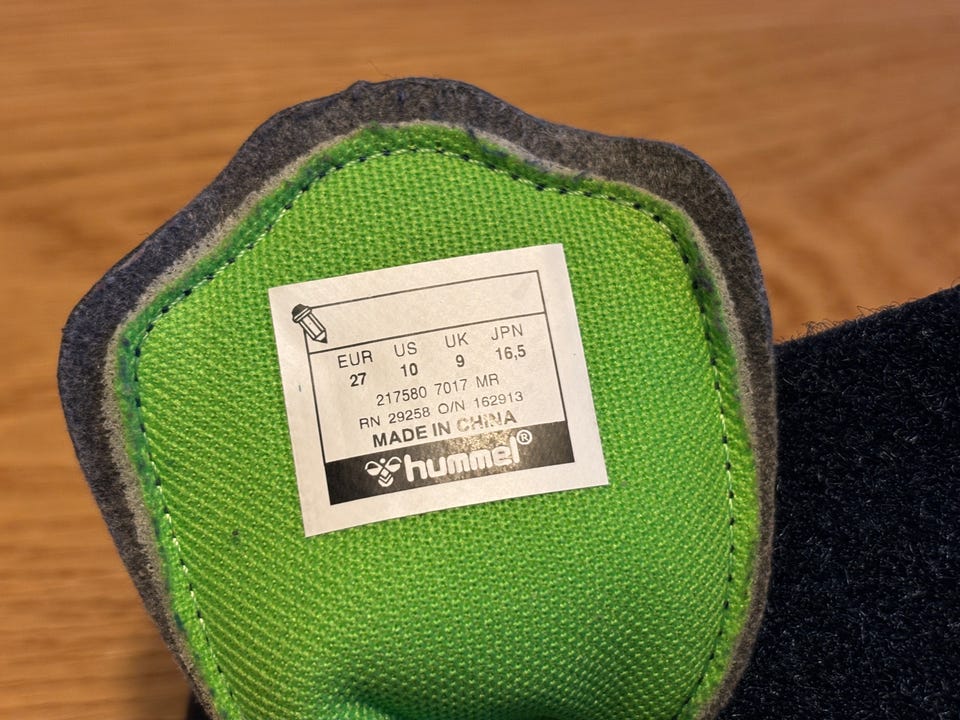 EUR US UK JPN
27 10 9 16,5
217580 7017 MR
RN 29258 O/N 162913
MADE IN CHINA
hummel®